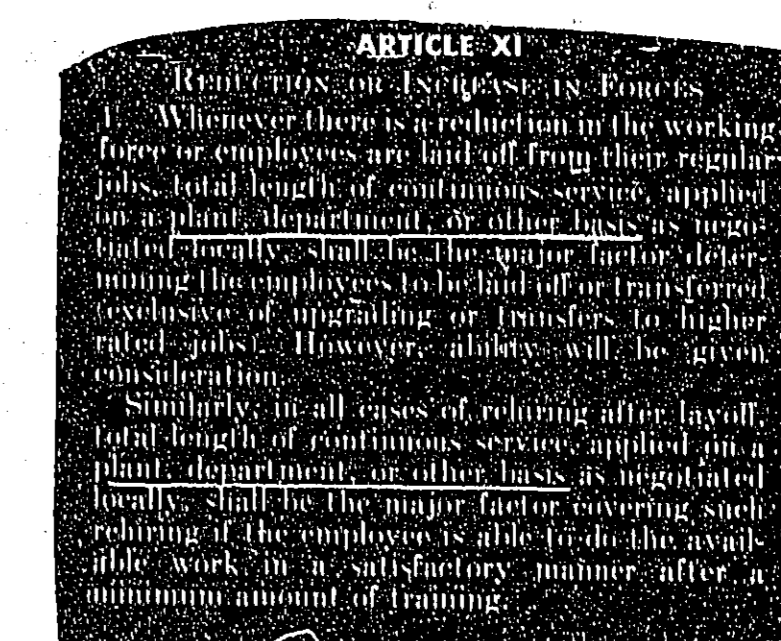 ARTICLE XI
REDUCTION OR INCREASE IN FORCES
1. Whenever there is a reduction in the working
force or employees are laid off from their regular
jobs, total length of continuous service, applied
on a plant, department, or other basis as nego-
tiated locally, shall be the major factor deter-
mining the employees to be laid off or transferred
(exclusive of upgrading or transfers to higher
rated jobs). However, ability will be given
consideration.
Similarly, in all cases of rehiring after layoff,
total length of continuous service, applied on a
plant, department, or other basis as negotiated
locally, shall be the major factor covering such
rehiring if the employee is able to do the avail-
able work in a satisfactory manner after a
minimum amount of training.